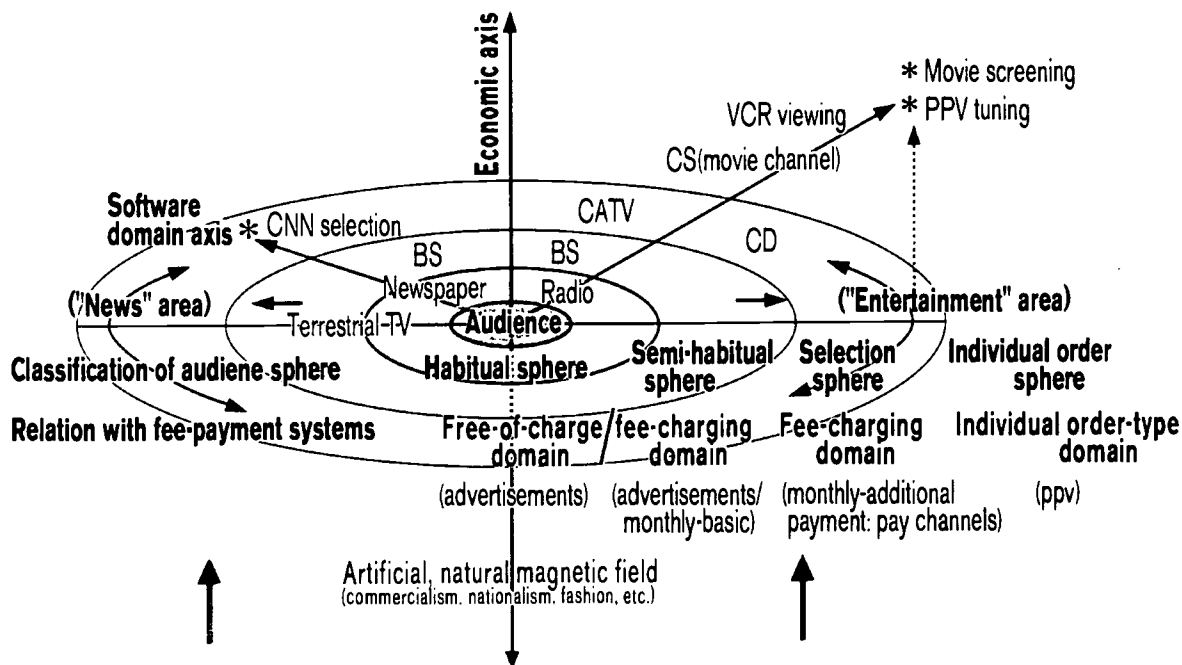 Economic axis
* Movie screening
* PPV tuning
VCR viewing
CS(movie channel)
Software
domain axis
* CNN selection
CATV
CD
BS
BS
Newspaper
Radio
("News" area)
("Entertainment" area)
Terrestrial-TV
Audience
Classification of audiene sphere
Habitual sphere
Semi-habitual
sphere
Selection
sphere
Individual order
sphere
Relation with fee-payment systems
Free-of-charge/
domain
fee-charging
domain
Fee-charging
domain
Individual order-type
domain
(advertisements)
(advertisements/
monthly-basic)
(monthly-additional
payment: pay channels)
(ppv)
Artificial, natural magnetic field
(commercialism, nationalism, fashion, etc.)